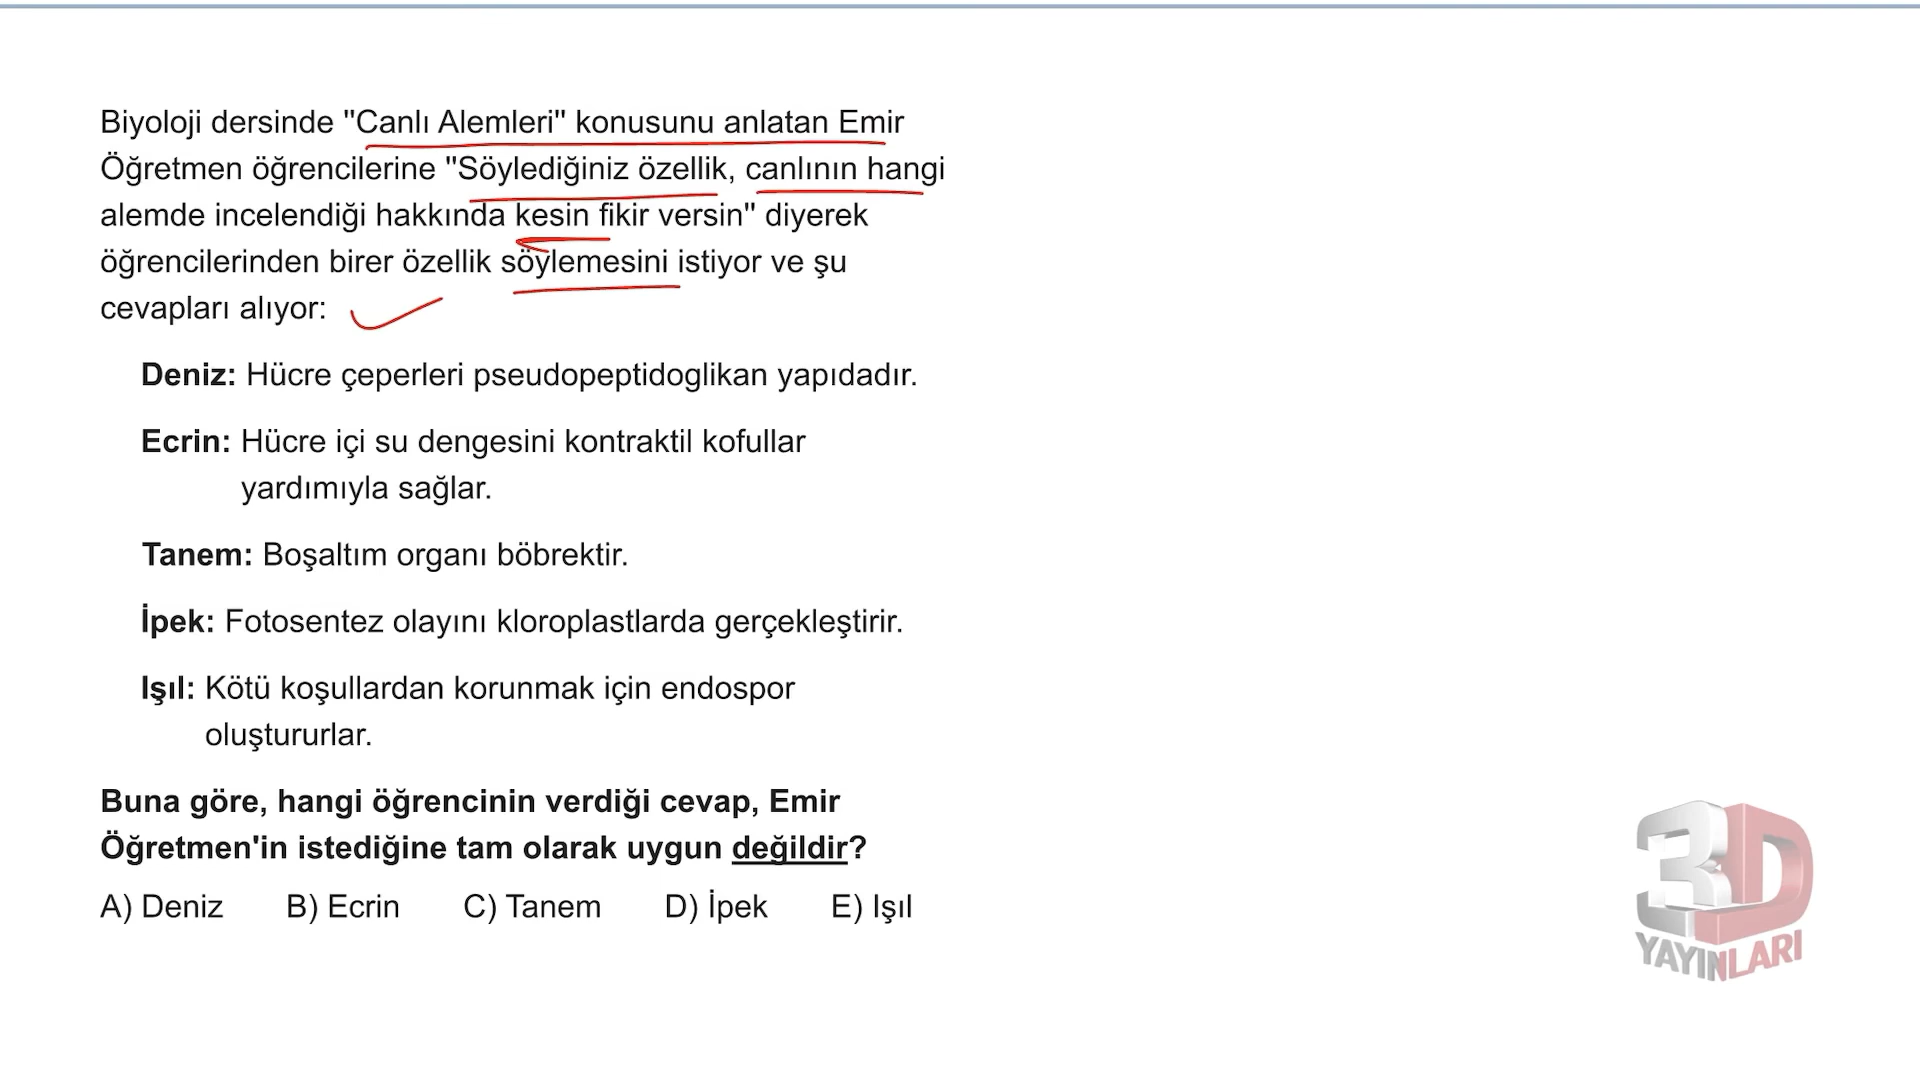 Biyoloji dersinde "Canlı Alemleri" konusunu anlatan Emir
Öğretmen öğrencilerine "Söylediğiniz özellik, canlının hangi
alemde incelendiği hakkında kesin fikir versin" diyerek
öğrencilerinden birer özellik söylemesini istiyor ve şu
cevapları alıyor:
Deniz: Hücre çeperleri pseudopeptidoglikan yapıdadır.
Ecrin: Hücre içi su dengesini kontraktil kofullar
yardımıyla sağlar.
Tanem: Boşaltım organı böbrektir.
İpek: Fotosentez olayını kloroplastlarda gerçekleştirir.
Işıl: Kötü koşullardan korunmak için endospor
oluştururlar.
Buna göre, hangi öğrencinin verdiği cevap, Emir
Öğretmen'in istediğine tam olarak uygun değildir?
A) Deniz B) Ecrin C) Tanem D) İpek E) Işıl
3D
YAYINLARI